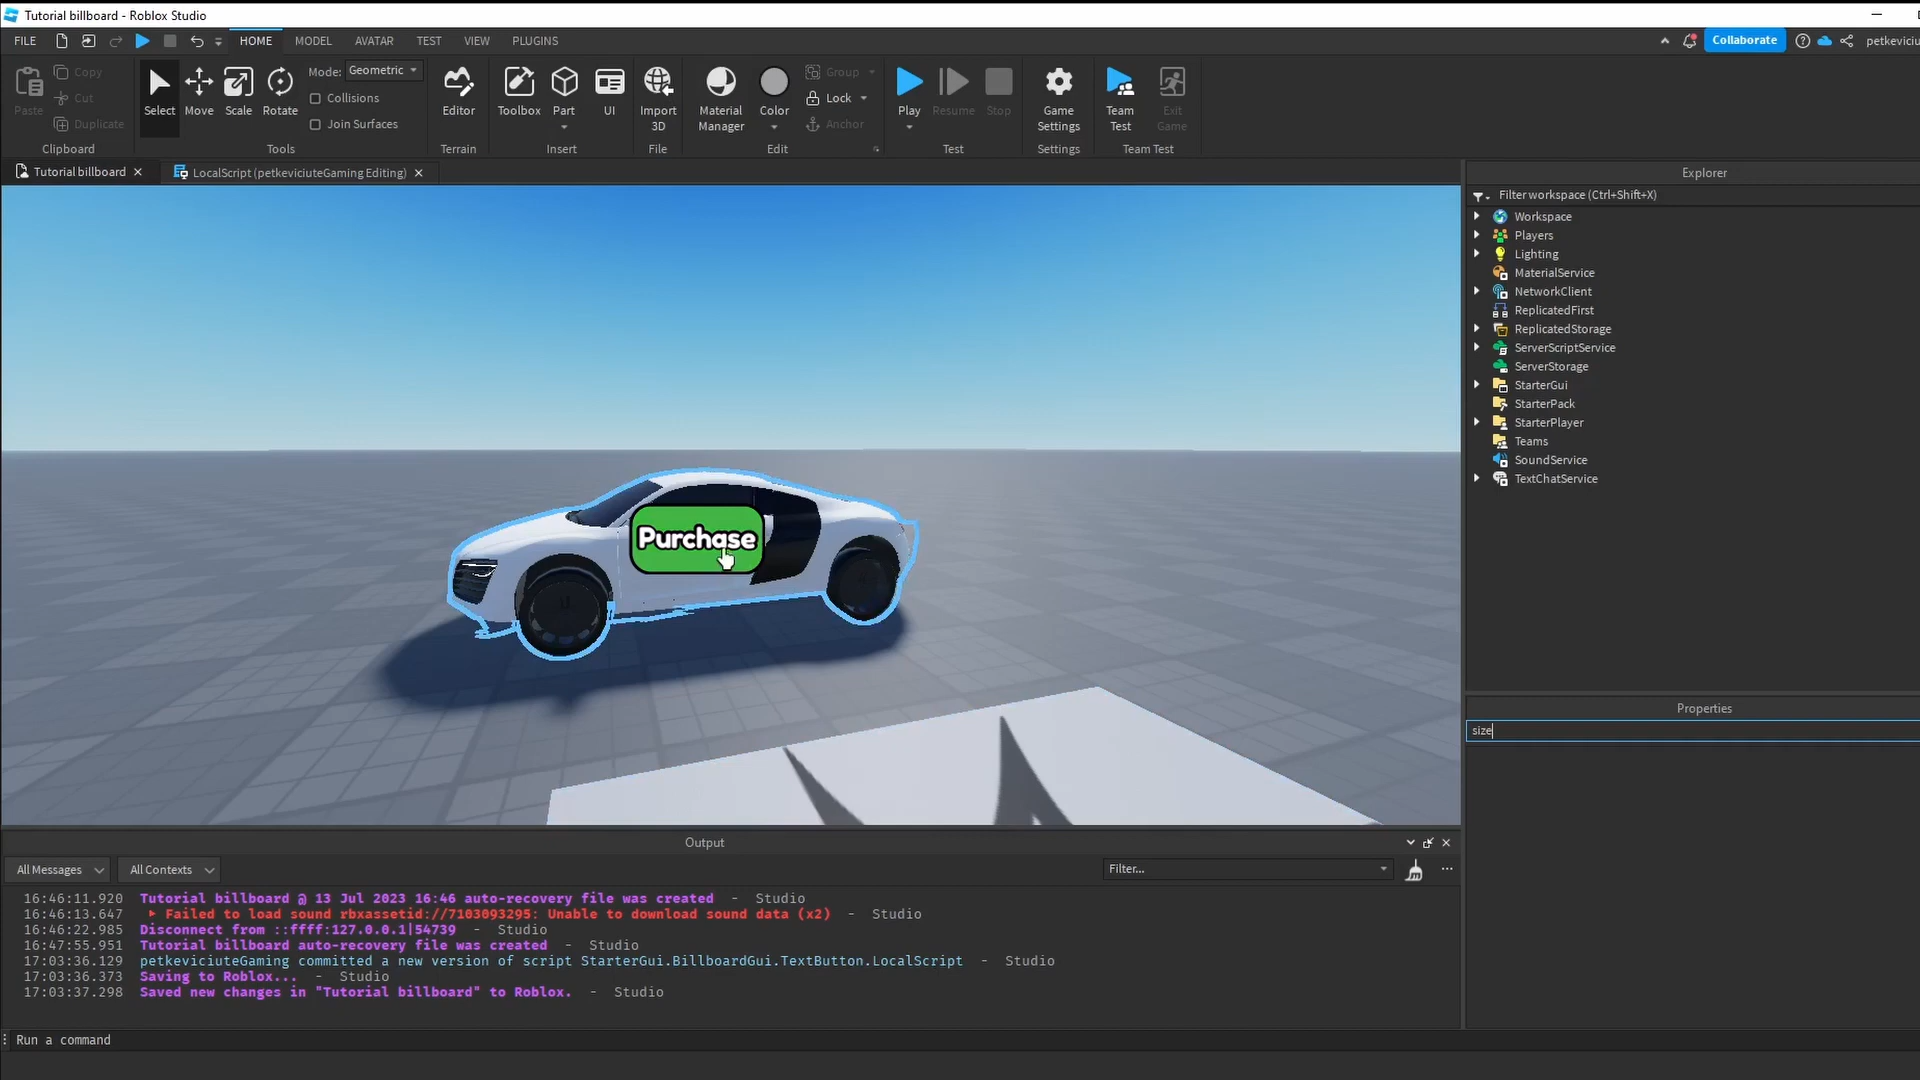 Tutorial billboard - Roblox Studio
FILE HOME MODEL AVATAR TEST VIEW PLUGINS Collaborate petkeviciu
Paste Copy Cut Duplicate Clipboard
Select Move Scale Rotate Mode: Geometric Collisions Join Surfaces Tools
Editor Terrain
Toolbox Part UI Insert
Import 3D File
Material Manager Color Group Lock Anchor Edit
Play Resume Stop Test
Game Settings Settings
Team Test Exit Game Team Test
Tutorial billboard LocalScript (petkeviciuteGaming Editing)
Purchase
Explorer
Filter workspace (Ctrl+Shift+X)
Workspace
Players
Lighting
MaterialService
NetworkClient
ReplicatedFirst
ReplicatedStorage
ServerScriptService
ServerStorage
StarterGui
StarterPack
StarterPlayer
Teams
SoundService
TextChatService
Properties
size
Output
All Messages All Contexts Filter... ...
16:46:11.920 Tutorial billboard @ 13 Jul 2023 16:46 auto-recovery file was created - Studio
16:46:13.647 Failed to load sound rbxassetid://7103093295: Unable to download sound data (x2) - Studio
16:46:22.985 Disconnect from ::ffff:127.0.0.1|54739 - Studio
16:47:55.951 Tutorial billboard auto-recovery file was created - Studio
17:03:36.129 petkeviciuteGaming committed a new version of script StarterGui.BillboardGui.TextButton.LocalScript - Studio
17:03:36.373 Saving to Roblox... - Studio
17:03:37.298 Saved new changes in "Tutorial billboard" to Roblox. - Studio
Run a command